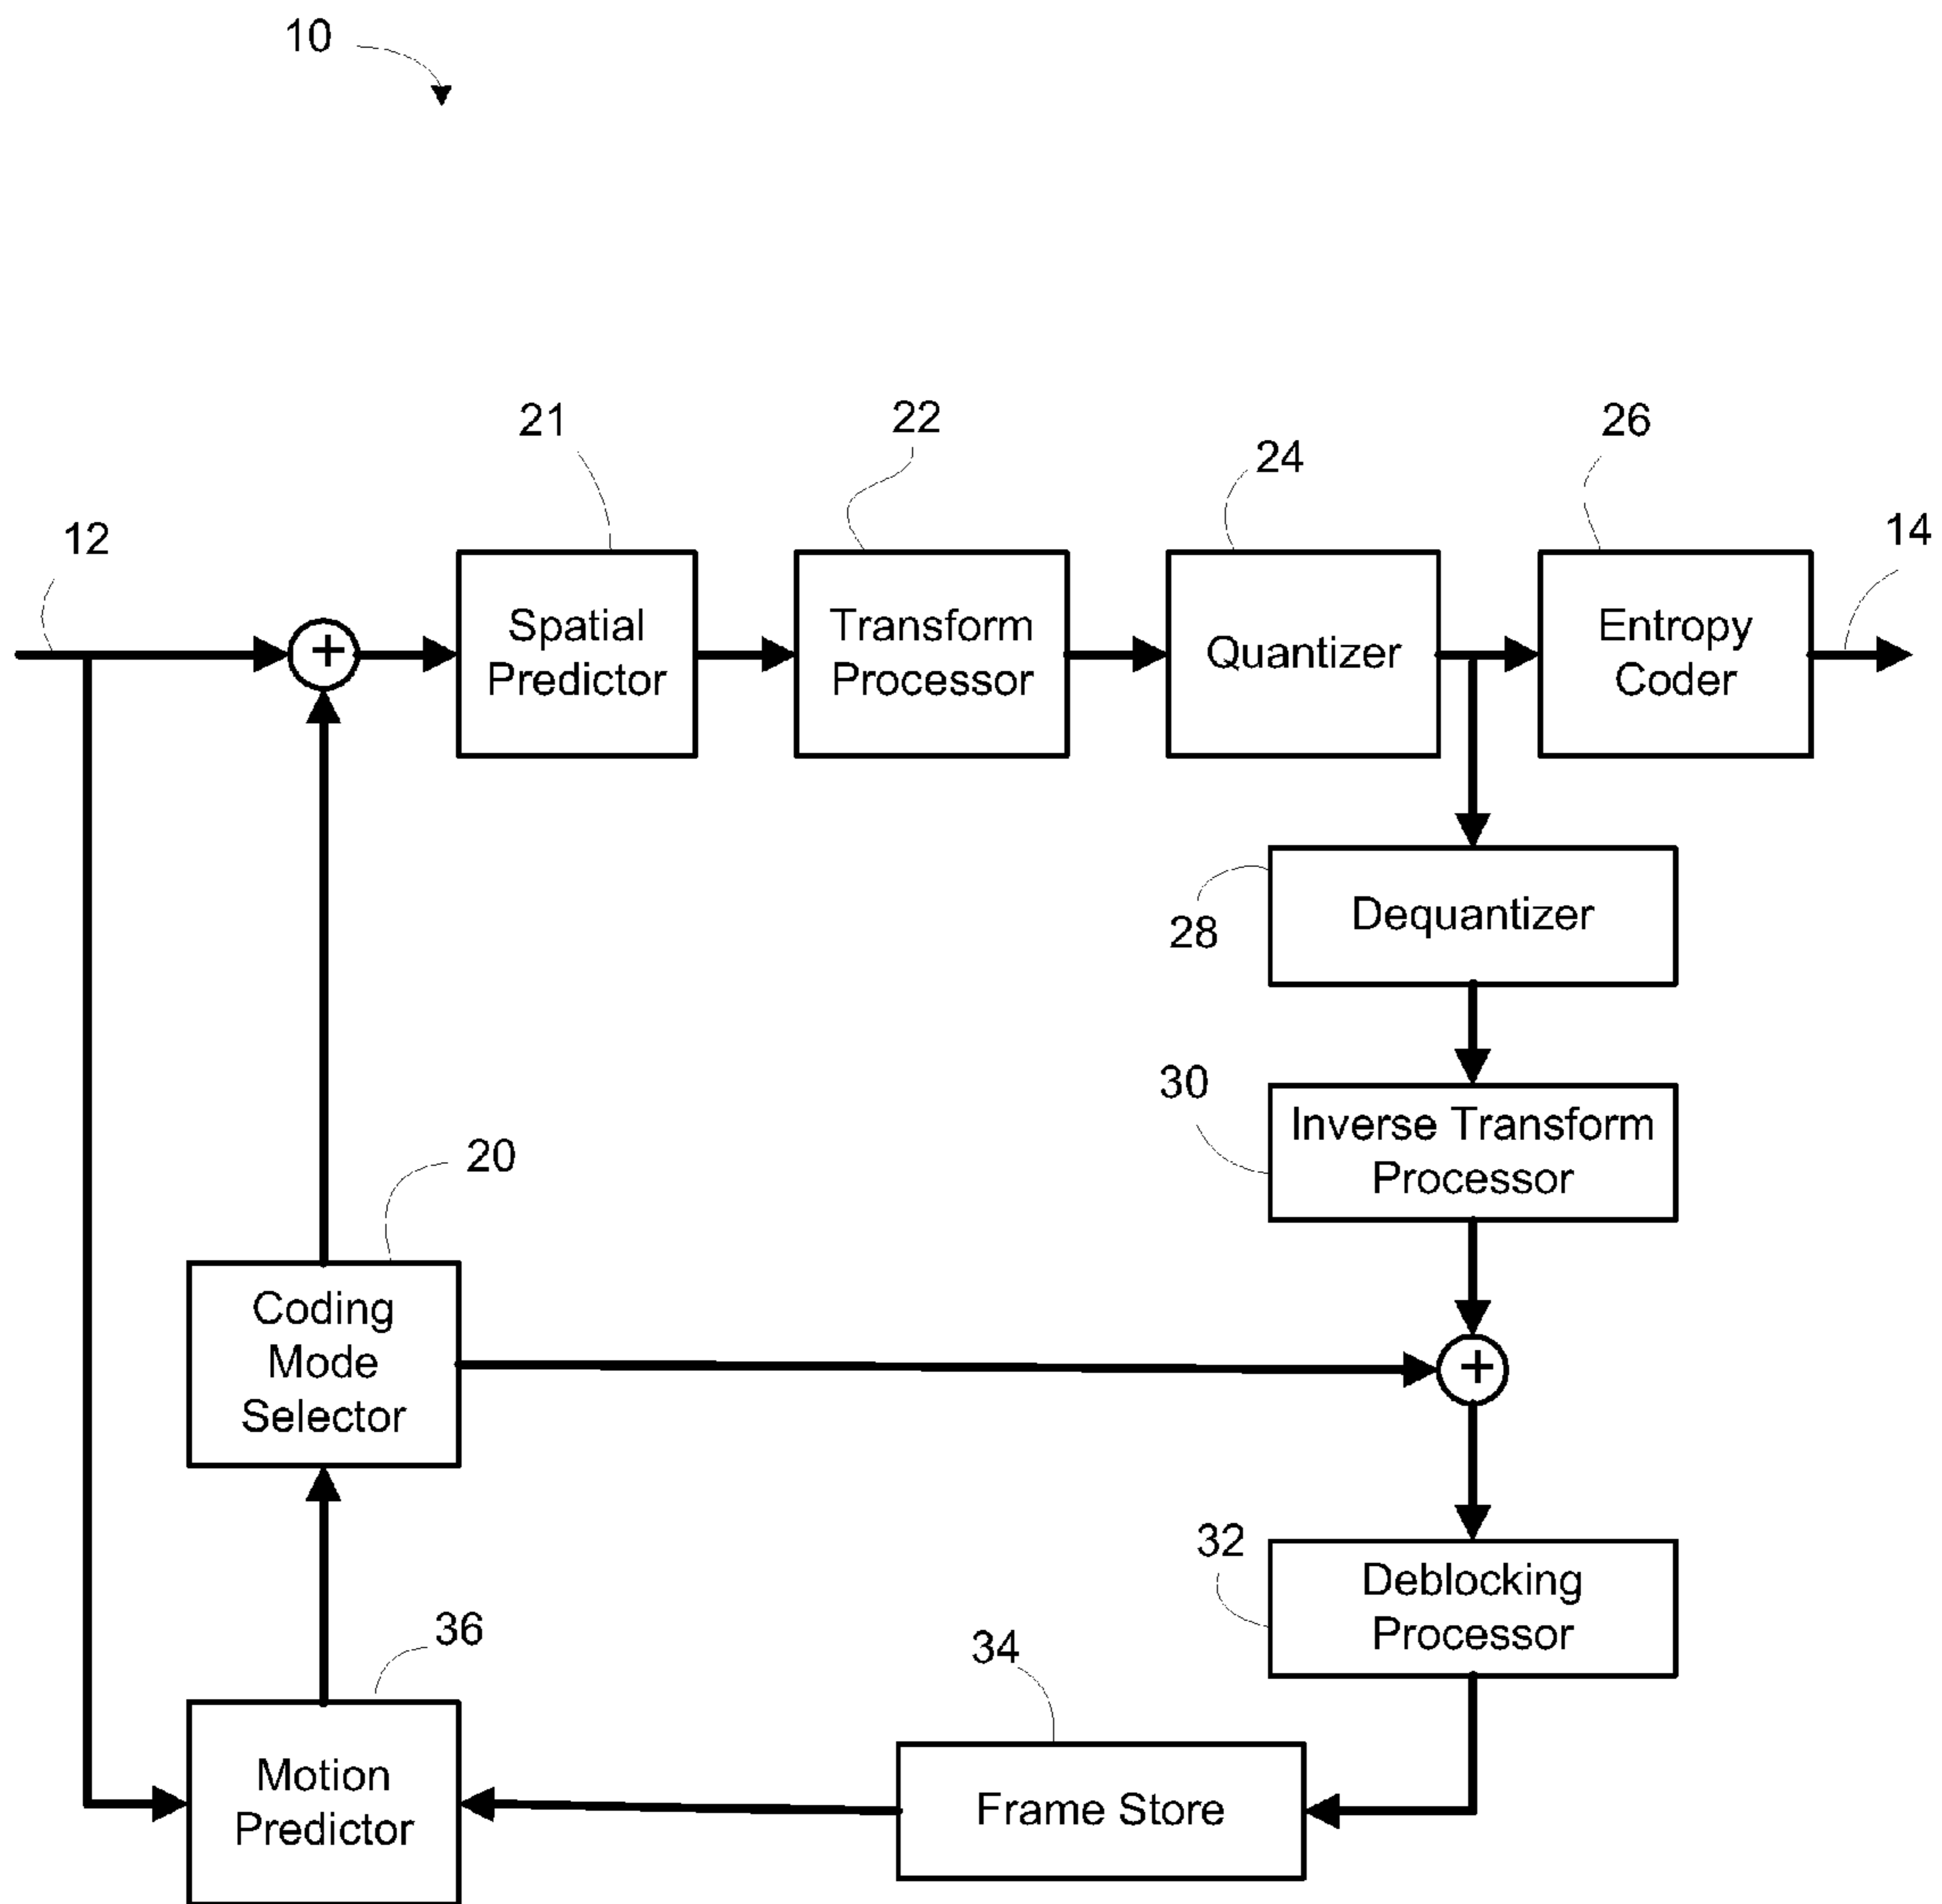 10
21
22
24
26
12
14
+
Spatial
Predictor
Transform
Processor
Quantizer
Entropy
Coder
28
Dequantizer
30
Inverse Transform
Processor
20
Coding
Mode
Selector
+
32
Deblocking
Processor
36
34
Motion
Predictor
Frame Store